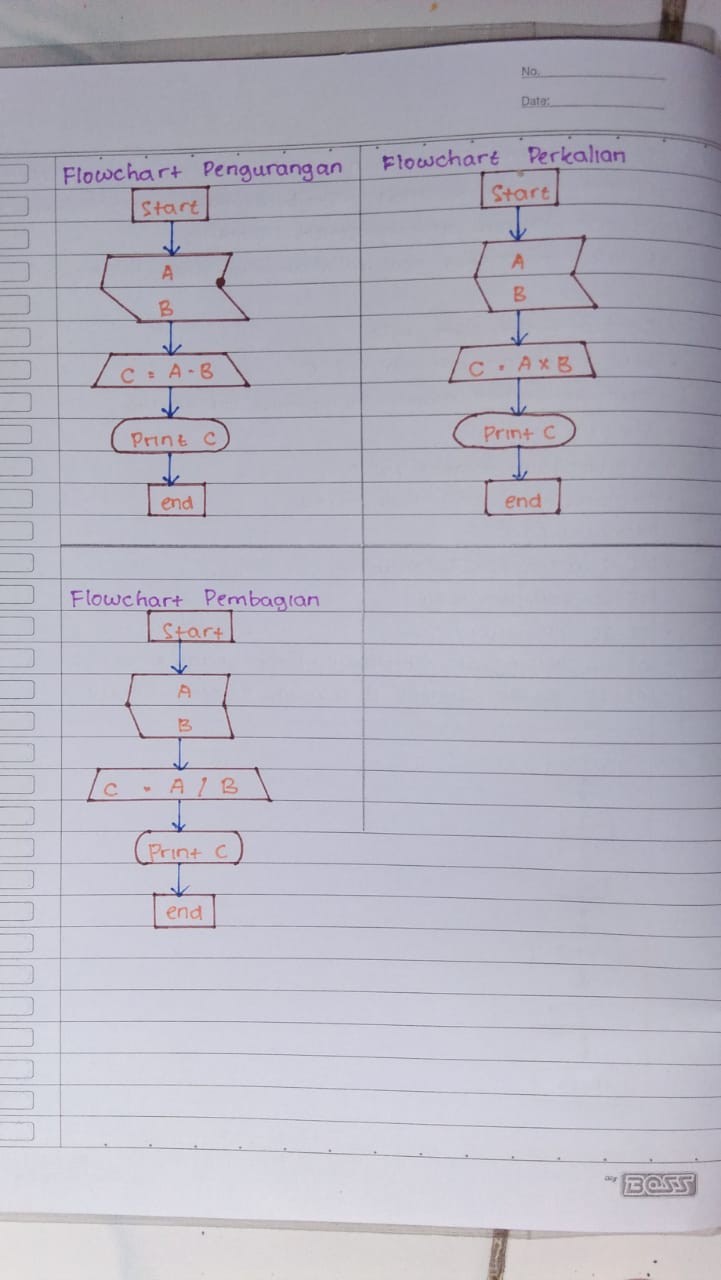 No.
Date:
Flowchart Pengurangan
Start
A
B
C = A - B
Print C
end
Flowchart Perkalian
Start
A
B
C = A x B
Print C
end
Flowchart Pembagian
Start
A
B
C = A / B
Print C
end
BOSS